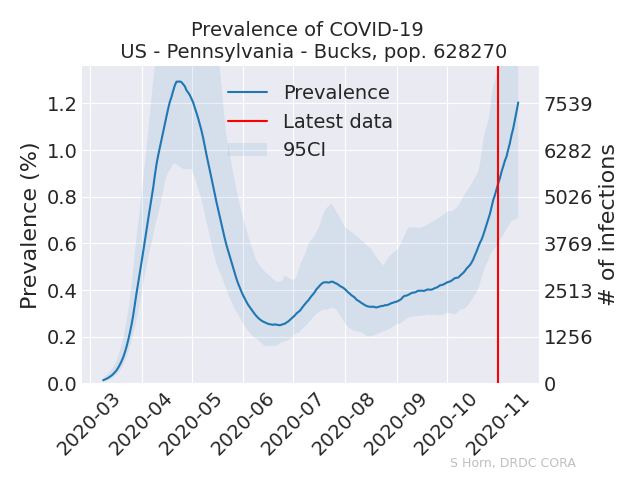 Prevalence of COVID-19
US - Pennsylvania - Bucks, pop. 628270
Prevalence
Latest data
95CI
Prevalence (%)
1.2
1.0
0.8
0.6
0.4
0.2
0.0
7539
6282
5026
3769
2513
1256
0
# of infections
2020-03
2020-04
2020-05
2020-06
2020-07
2020-08
2020-09
2020-10
2020-11
S Horn, DRDC CORA